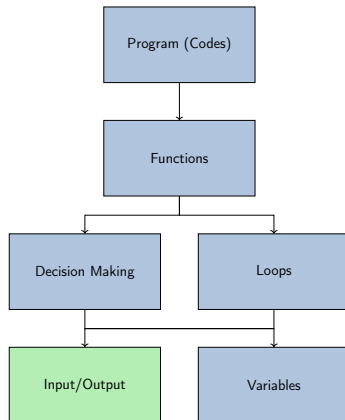 Program (Codes)
Functions
Decision Making
Loops
Input/Output
Variables